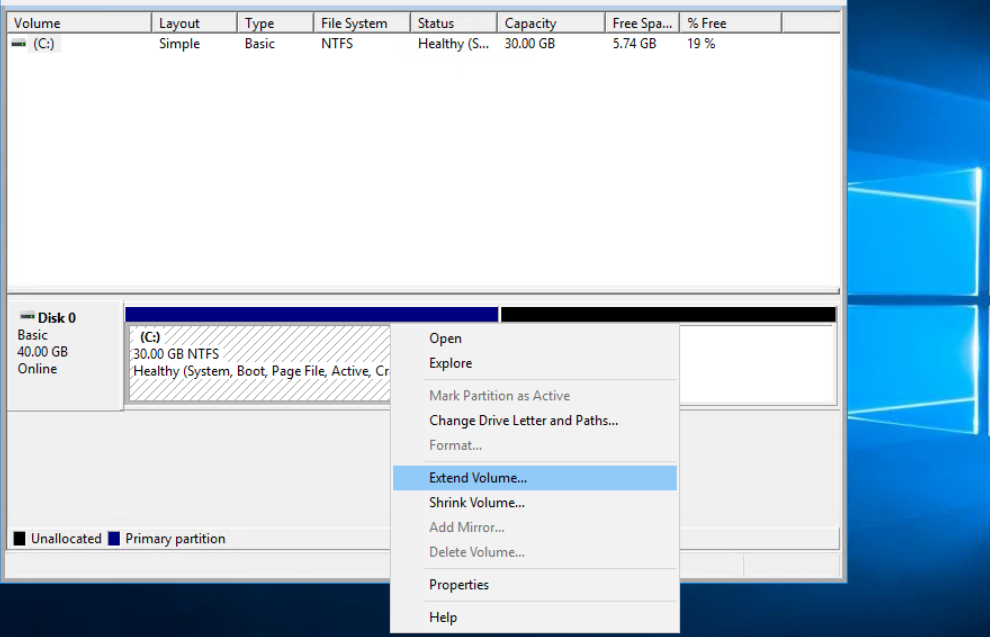 Volume Layout Type File System Status Capacity Free Spa... % Free
(C:) Simple Basic NTFS Healthy (S... 30.00 GB 5.74 GB 19 %
Disk 0
Basic
40.00 GB
Online
(C:)
30.00 GB NTFS
Healthy (System, Boot, Page File, Active, Cr
Open
Explore
Mark Partition as Active
Change Drive Letter and Paths...
Format...
Extend Volume...
Shrink Volume...
Add Mirror...
Delete Volume...
Properties
Help
Unallocated Primary partition